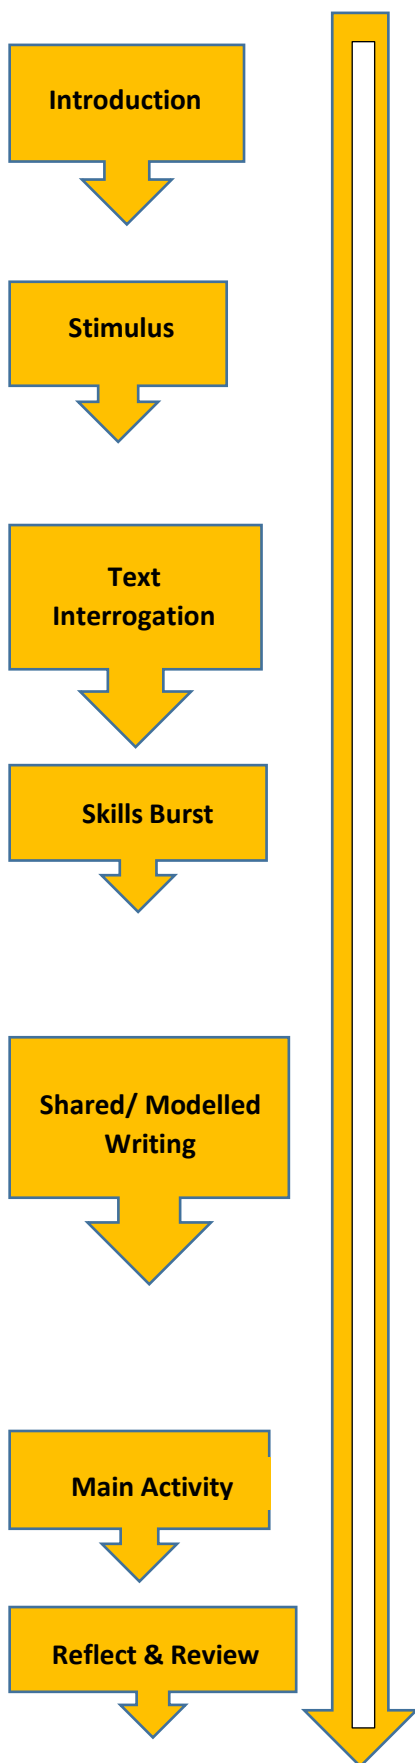 Introduction
Stimulus
Text
Interrogation
Skills Burst
Shared/ Modelled
Writing
Main Activity
Reflect & Review